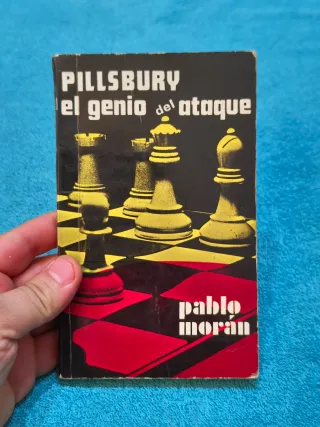 PILLSBURY
el genio del ataque
pablo
morán